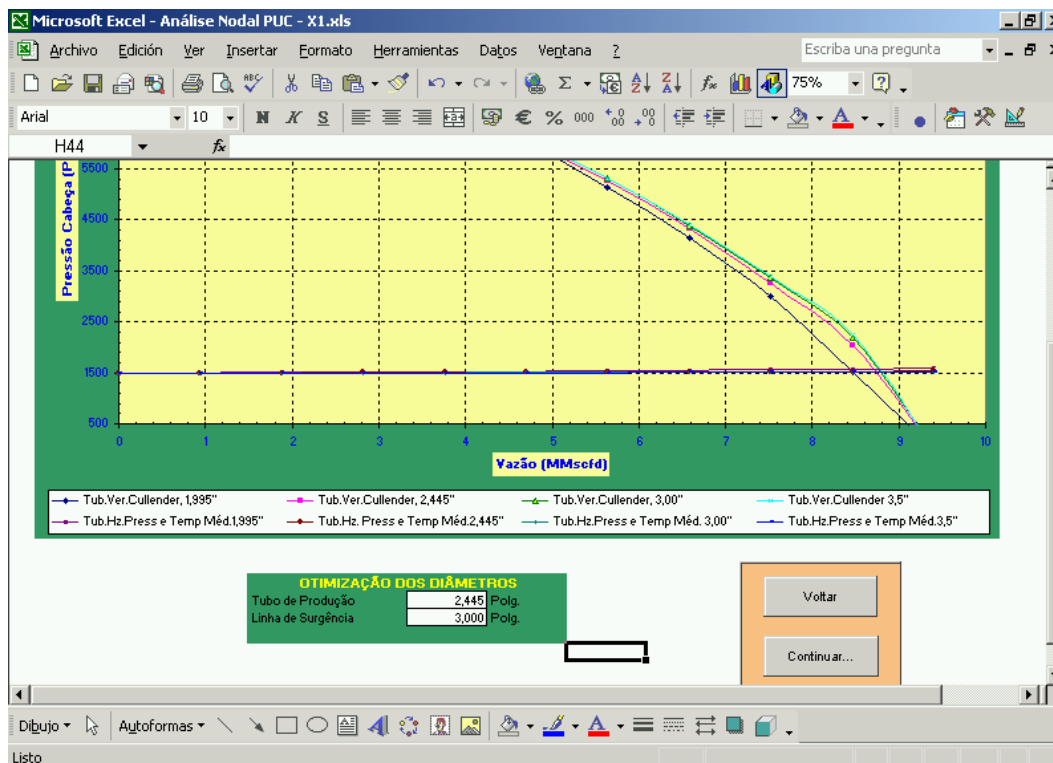 Microsoft Excel - Análise Nodal PUC - X1.xls
Archivo Edición Ver Insertar Formato Herramientas Datos Ventana ? Escriba una pregunta
75%
Arial 10 N K S € % 000
H44 fx
Pressão Cabeça (P
5500
4500
3500
2500
1500
500
0 1 2 3 4 5 6 7 8 9 10
Vazão (MMscfd)
Tub.Ver.Cullender, 1,995" Tub.Ver.Cullender, 2,445" Tub.Ver.Cullender, 3,00" Tub.Ver.Cullender 3,5"
Tub.Hz.Press e Temp Méd.1,995" Tub.Hz. Press e Temp Méd.2,445" Tub.Hz.Press e Temp Méd. 3,00" Tub.Hz.Press e Temp Méd.3,5"
OTIMIZAÇÃO DOS DIÂMETROS
Tubo de Produção 2,445 Polg.
Linha de Surgência 3,000 Polg.
Voltar
Continuar...
Dibujo Autoformas
Listo